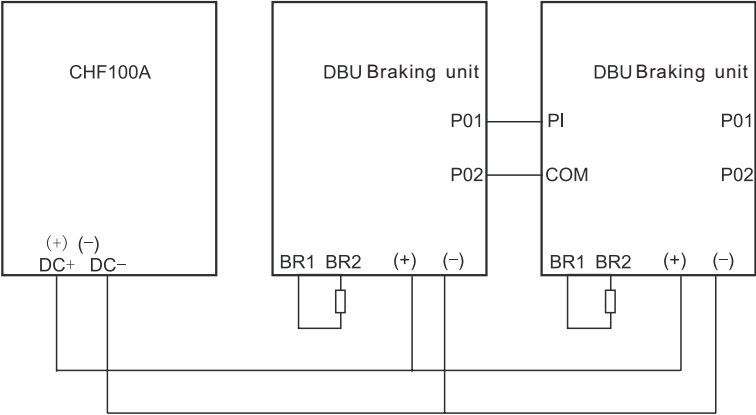 CHF100A
(+) (-)
DC+ DC-
DBU Braking unit
P01
P02
BR1 BR2 (+) (-)
DBU Braking unit
PI P01
COM P02
BR1 BR2 (+) (-)